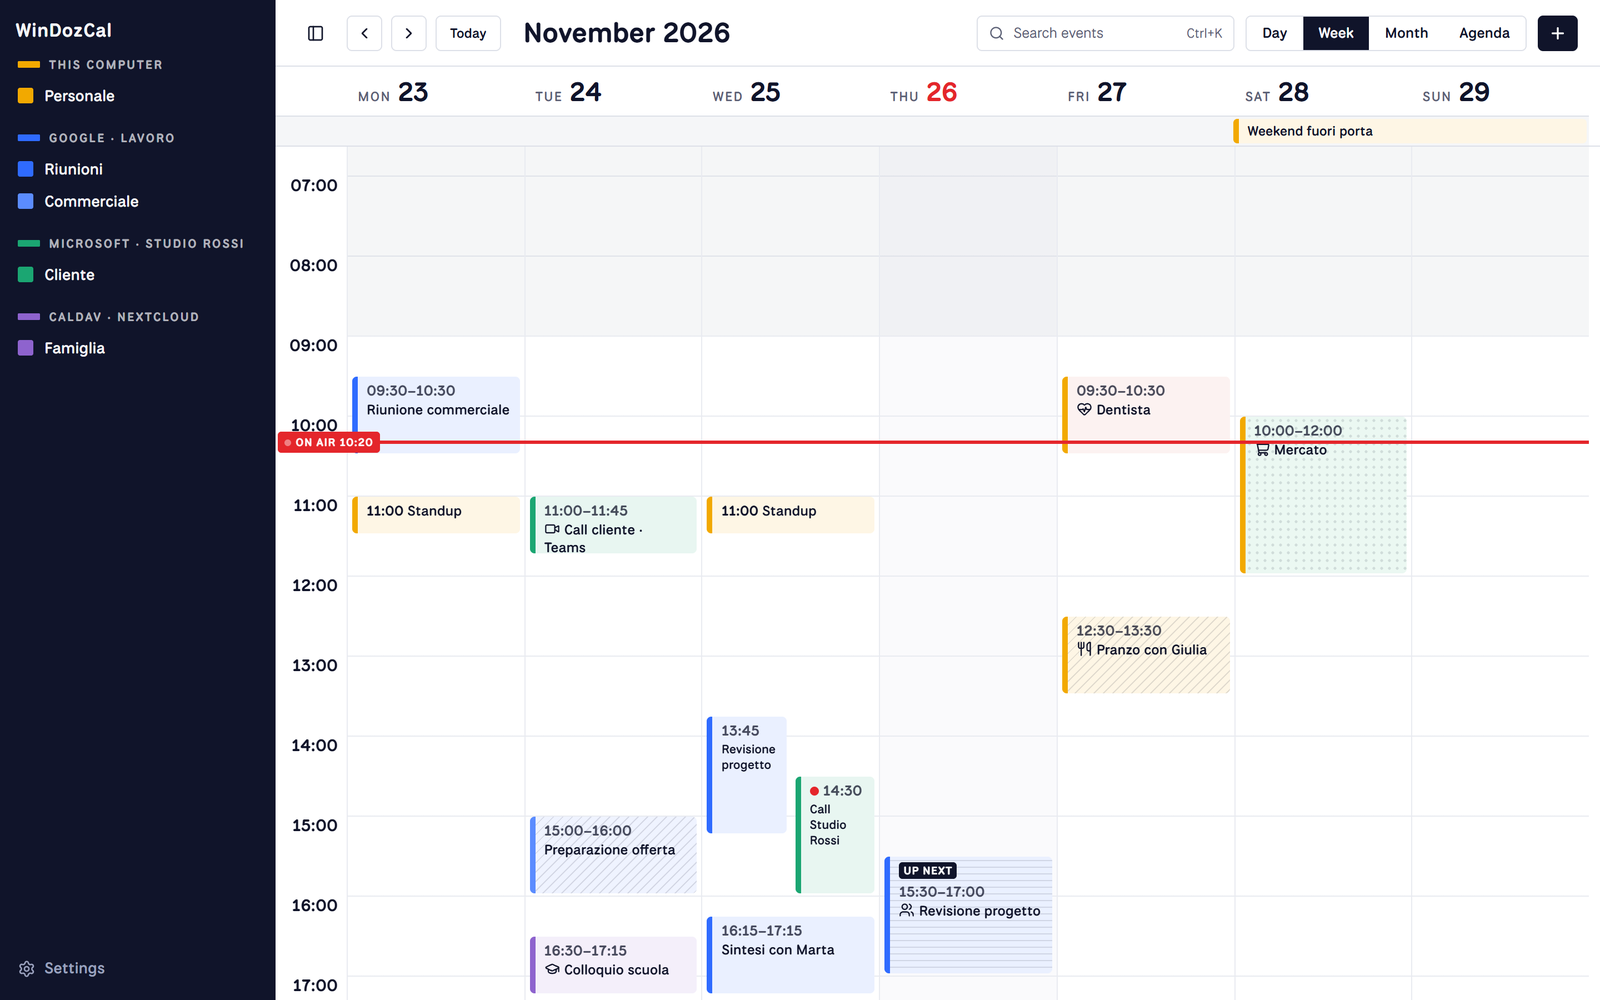 WinDozCal
THIS COMPUTER
Personale
GOOGLE · LAVORO
Riunioni
Commerciale
MICROSOFT · STUDIO ROSSI
Cliente
CALDAV · NEXTCLOUD
Famiglia
Settings
Today
November 2026
Search events
Ctrl+K
Day
Week
Month
Agenda
MON 23
TUE 24
WED 25
THU 26
FRI 27
SAT 28
SUN 29
Weekend fuori porta
07:00
08:00
09:00
10:00
ON AIR 10:20
11:00
12:00
13:00
14:00
15:00
16:00
17:00
09:30–10:30
Riunione commerciale
11:00 Standup
11:00–11:45
Call cliente ·
Teams
15:00–16:00
Preparazione offerta
16:30–17:15
Colloquio scuola
11:00 Standup
13:45
Revisione
progetto
14:30
Call
Studio
Rossi
16:15–17:15
Sintesi con Marta
UP NEXT
15:30–17:00
Revisione progetto
09:30–10:30
Dentista
12:30–13:30
Pranzo con Giulia
10:00–12:00
Mercato